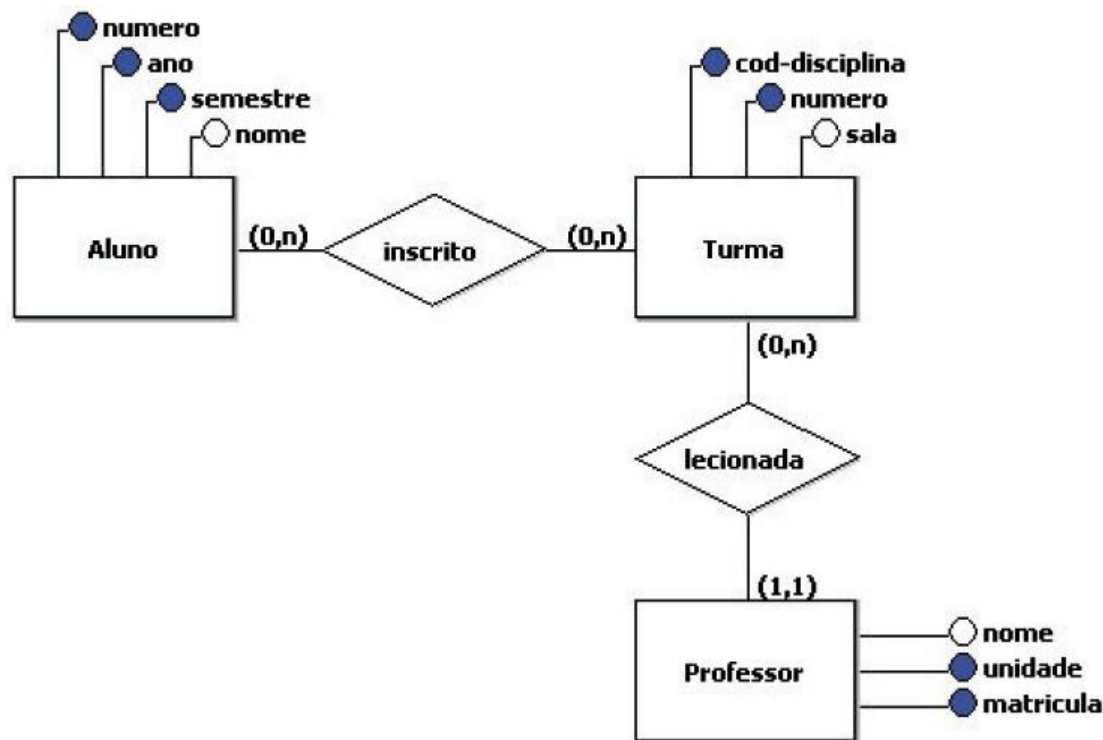 numero
ano
semestre
nome
cod-disciplina
numero
sala
Aluno
(0,n)
inscrito
(0,n)
Turma
(0,n)
lecionada
(1,1)
Professor
nome
unidade
matricula